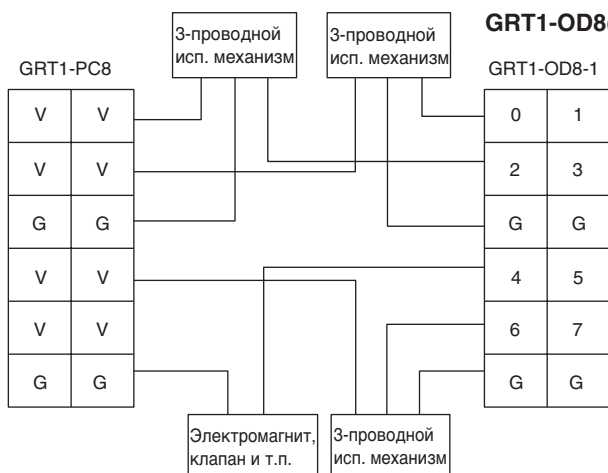 3-проводной
исп. механизм
3-проводной
исп. механизм
GRT1-OD8
GRT1-PC8
GRT1-OD8-1
V V
V V
G G
V V
V V
G G
0 1
2 3
G G
4 5
6 7
G G
Электромагнит,
клапан и т.п.
3-проводной
исп. механизм